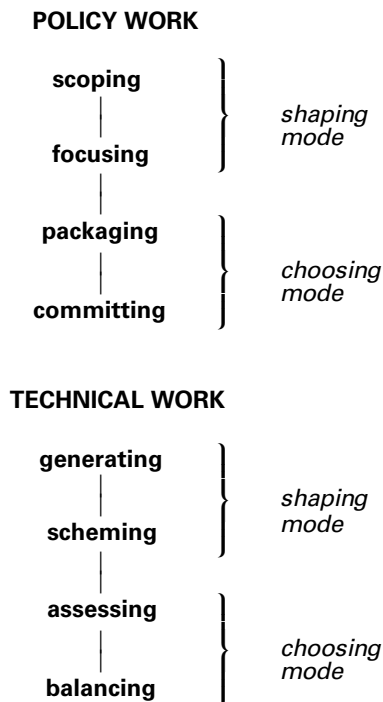 POLICY WORK
scoping
shaping
mode
focusing
packaging
choosing
mode
committing
TECHNICAL WORK
generating
shaping
mode
scheming
assessing
choosing
mode
balancing